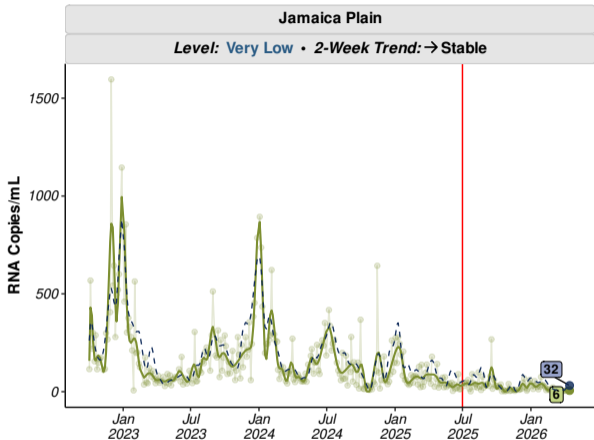 Jamaica Plain
Level: Very Low • 2-Week Trend: → Stable
RNA Copies/mL
1500
1000
500
0
32
6
Jan Jul Jan Jul Jan Jul Jan
2023 2023 2024 2024 2025 2025 2026